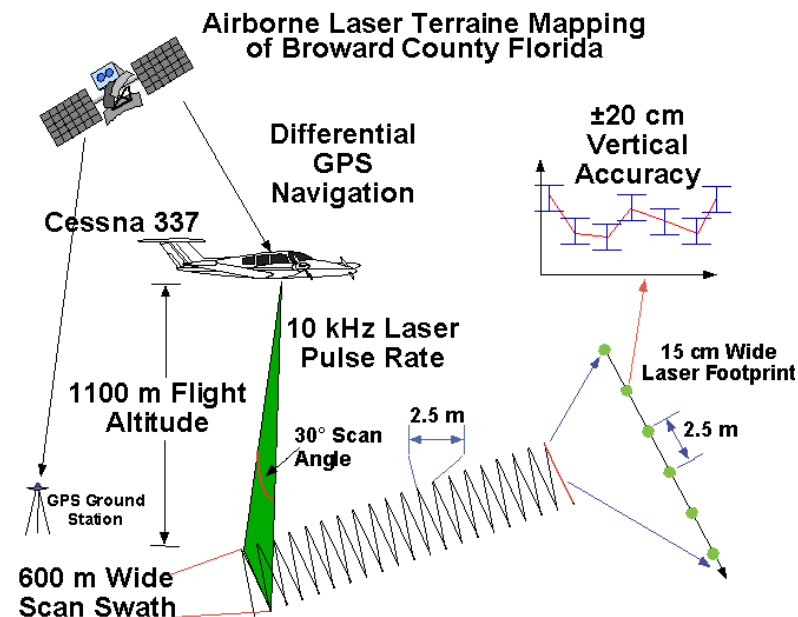 Airborne Laser Terraine Mapping
of Broward County Florida
Differential
GPS
Navigation
±20 cm
Vertical
Accuracy
Cessna 337
10 kHz Laser
Pulse Rate
15 cm Wide
Laser Footprint
1100 m Flight
Altitude
2.5 m
30° Scan
Angle
2.5 m
GPS Ground
Station
600 m Wide
Scan Swath